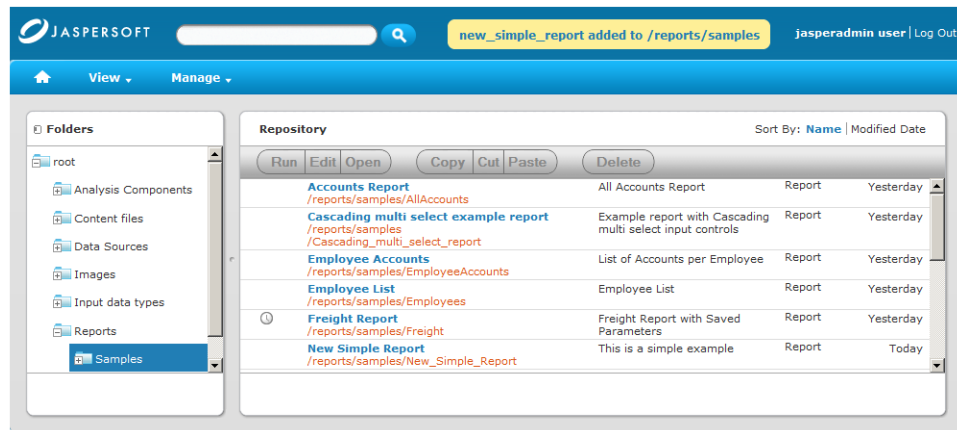 JASPERSOFT
new_simple_report added to /reports/samples
jasperadmin user | Log Out
View Manage
Folders
root
Analysis Components
Content files
Data Sources
Images
Input data types
Reports
Samples
Repository
Sort By: Name | Modified Date
Run Edit Open Copy Cut Paste Delete
Accounts Report All Accounts Report Report Yesterday
/reports/samples/AllAccounts
Cascading multi select example report Example report with Cascading Report Yesterday
/reports/samples multi select input controls
/Cascading_multi_select_report
Employee Accounts List of Accounts per Employee Report Yesterday
/reports/samples/EmployeeAccounts
Employee List Employee List Report Yesterday
/reports/samples/Employees
Freight Report Freight Report with Saved Report Yesterday
/reports/samples/Freight Parameters
New Simple Report This is a simple example Report Today
/reports/samples/New_Simple_Report